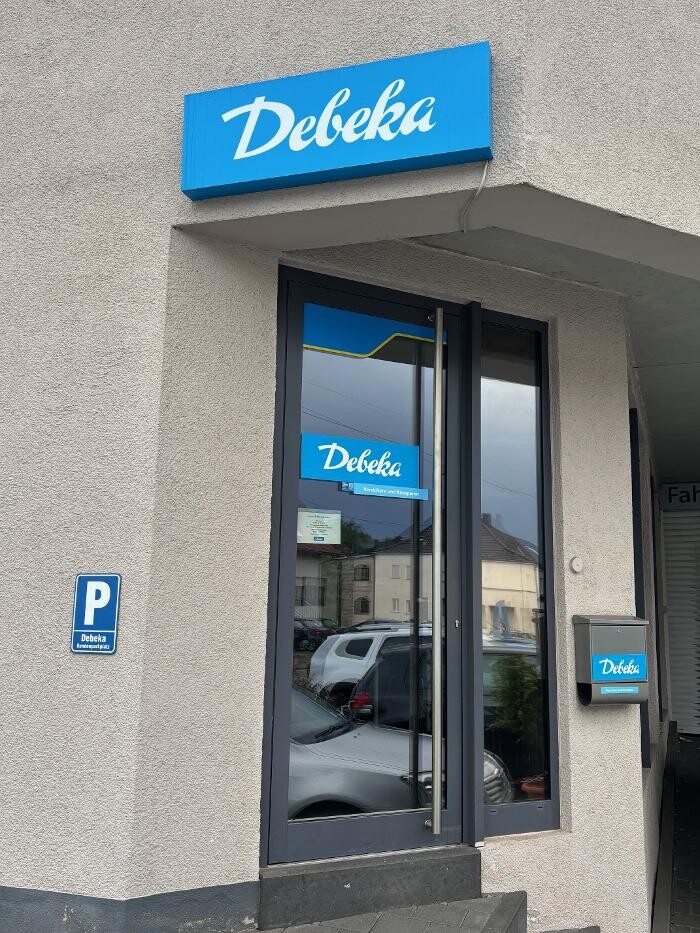 Debeka
Debeka
Versichern und Bausparen
P
Debeka
Kundenparkplatz
Debeka
Fah